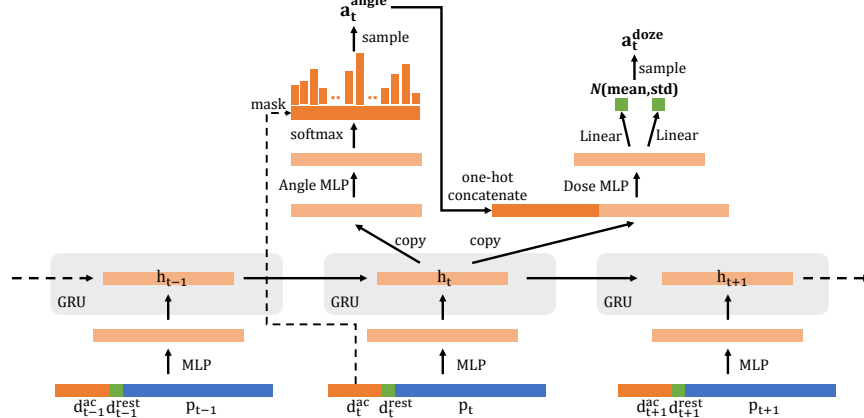 a_t^angle
sample
a_t^doze
sample
N(mean,std)
mask
softmax
Linear Linear
Angle MLP
one-hot
concatenate
Dose MLP
copy copy
h_{t-1} h_t h_{t+1}
GRU GRU GRU
MLP MLP MLP
d_{t-1}^{ac} d_{t-1}^{rest} p_{t-1} d_t^{ac} d_t^{rest} p_t d_{t+1}^{ac} d_{t+1}^{rest} p_{t+1}